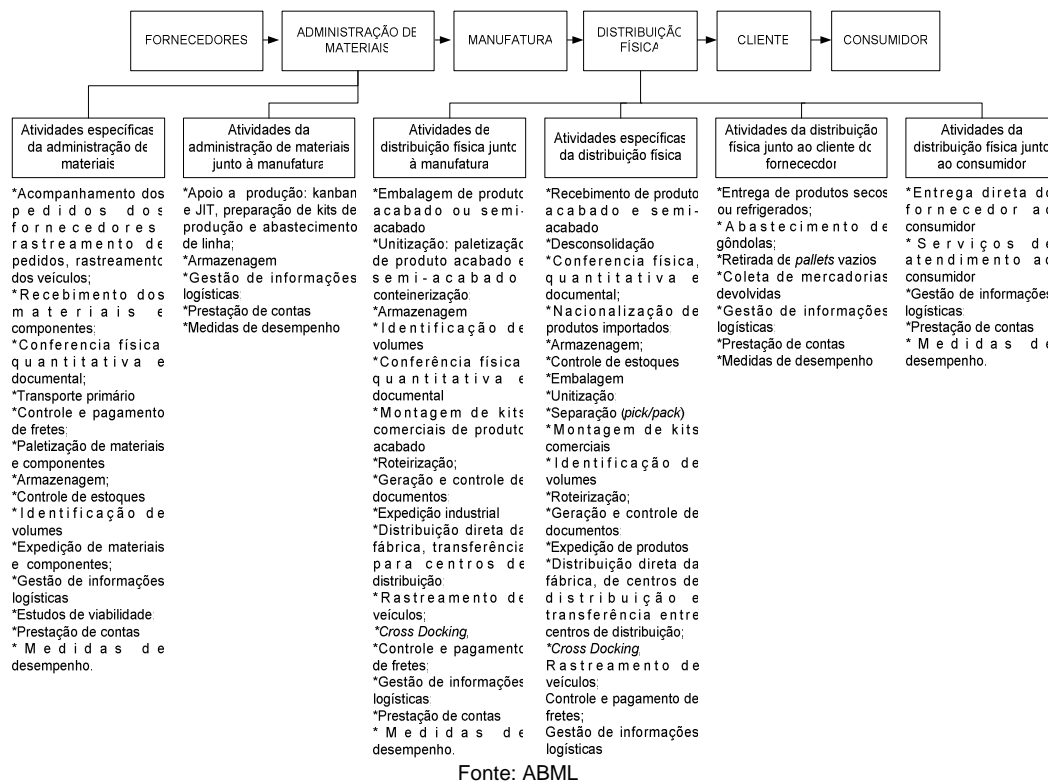 FORNECEDORES
ADMINISTRAÇÃO DE
MATERIAIS
MANUFATURA
DISTRIBUIÇÃO
FÍSICA
CLIENTE
CONSUMIDOR
Atividades específicas
da administração de
materiais
*Acompanhamento dos
pedidos dos
fornecedores
rastreamento de
pedidos, rastreamento
dos veículos;
*Recebimento dos
materiais e
componentes;
*Conferencia física
quantitativa e
documental;
*Transporte primário
*Controle e pagamento
de fretes;
*Paletização de materiais
e componentes
*Armazenagem;
*Controle de estoques
*Identificação de
volumes
*Expedição de materiais
e componentes;
*Gestão de informações
logísticas
*Estudos de viabilidade
*Prestação de contas
*Medidas de
desempenho.
Atividades da
administração de materiais
junto à manufatura
*Apoio a produção: kanban
e JIT, preparação de kits de
produção e abastecimento
de linha;
*Armazenagem
*Gestão de informações
logísticas
*Prestação de contas
*Medidas de desempenho
Atividades de
distribuição física junto
à manufatura
*Embalagem de produto
acabado ou semi-
acabado
*Unitização: paletização
de produto acabado e
semi-acabado
conteinerização
*Armazenagem
*Identificação de
volumes
*Conferência física
quantitativa e
documental
*Montagem de kits
comerciais de produto
acabado
*Roteirização;
*Geração e controle de
documentos
*Expedição industrial
*Distribuição direta da
fábrica, transferência
para centros de
distribuição
*Rastreamento de
veículos;
*Cross Docking,
*Controle e pagamento
de fretes;
*Gestão de informações
logísticas
*Prestação de contas
*Medidas de
desempenho.
Atividades específicas
da distribuição física
*Recebimento de produto
acabado e semi-
acabado
*Desconsolidação
*Conferencia física,
quantitativa e
documental;
*Nacionalização de
produtos importados
*Armazenagem;
*Controle de estoques
*Embalagem
*Unitização
*Separação (pick/pack)
*Montagem de kits
comerciais
*Identificação de
volumes
*Roteirização;
*Geração e controle de
documentos
*Expedição de produtos
*Distribuição direta da
fábrica, de centros de
distribuição e
transferência entre
centros de distribuição;
*Cross Docking,
Rastreamento de
veículos;
Controle e pagamento de
fretes;
Gestão de informações
logísticas
Atividades da distribuição
física junto ao cliente do
fornececdor
*Entrega de produtos secos
ou refrigerados;
*Abastecimento de
gôndolas;
*Retirada de pallets vazios
*Coleta de mercadorias
devolvidas
*Gestão de informações
logísticas
*Prestação de contas
*Medidas de desempenho
Atividades da
distribuição física junto
ao consumidor
*Entrega direta do
fornecedor ao
consumidor
*Serviços de
atendimento ao
consumidor
*Gestão de informações
logísticas
*Prestação de contas
*Medidas de
desempenho.
Fonte: ABML